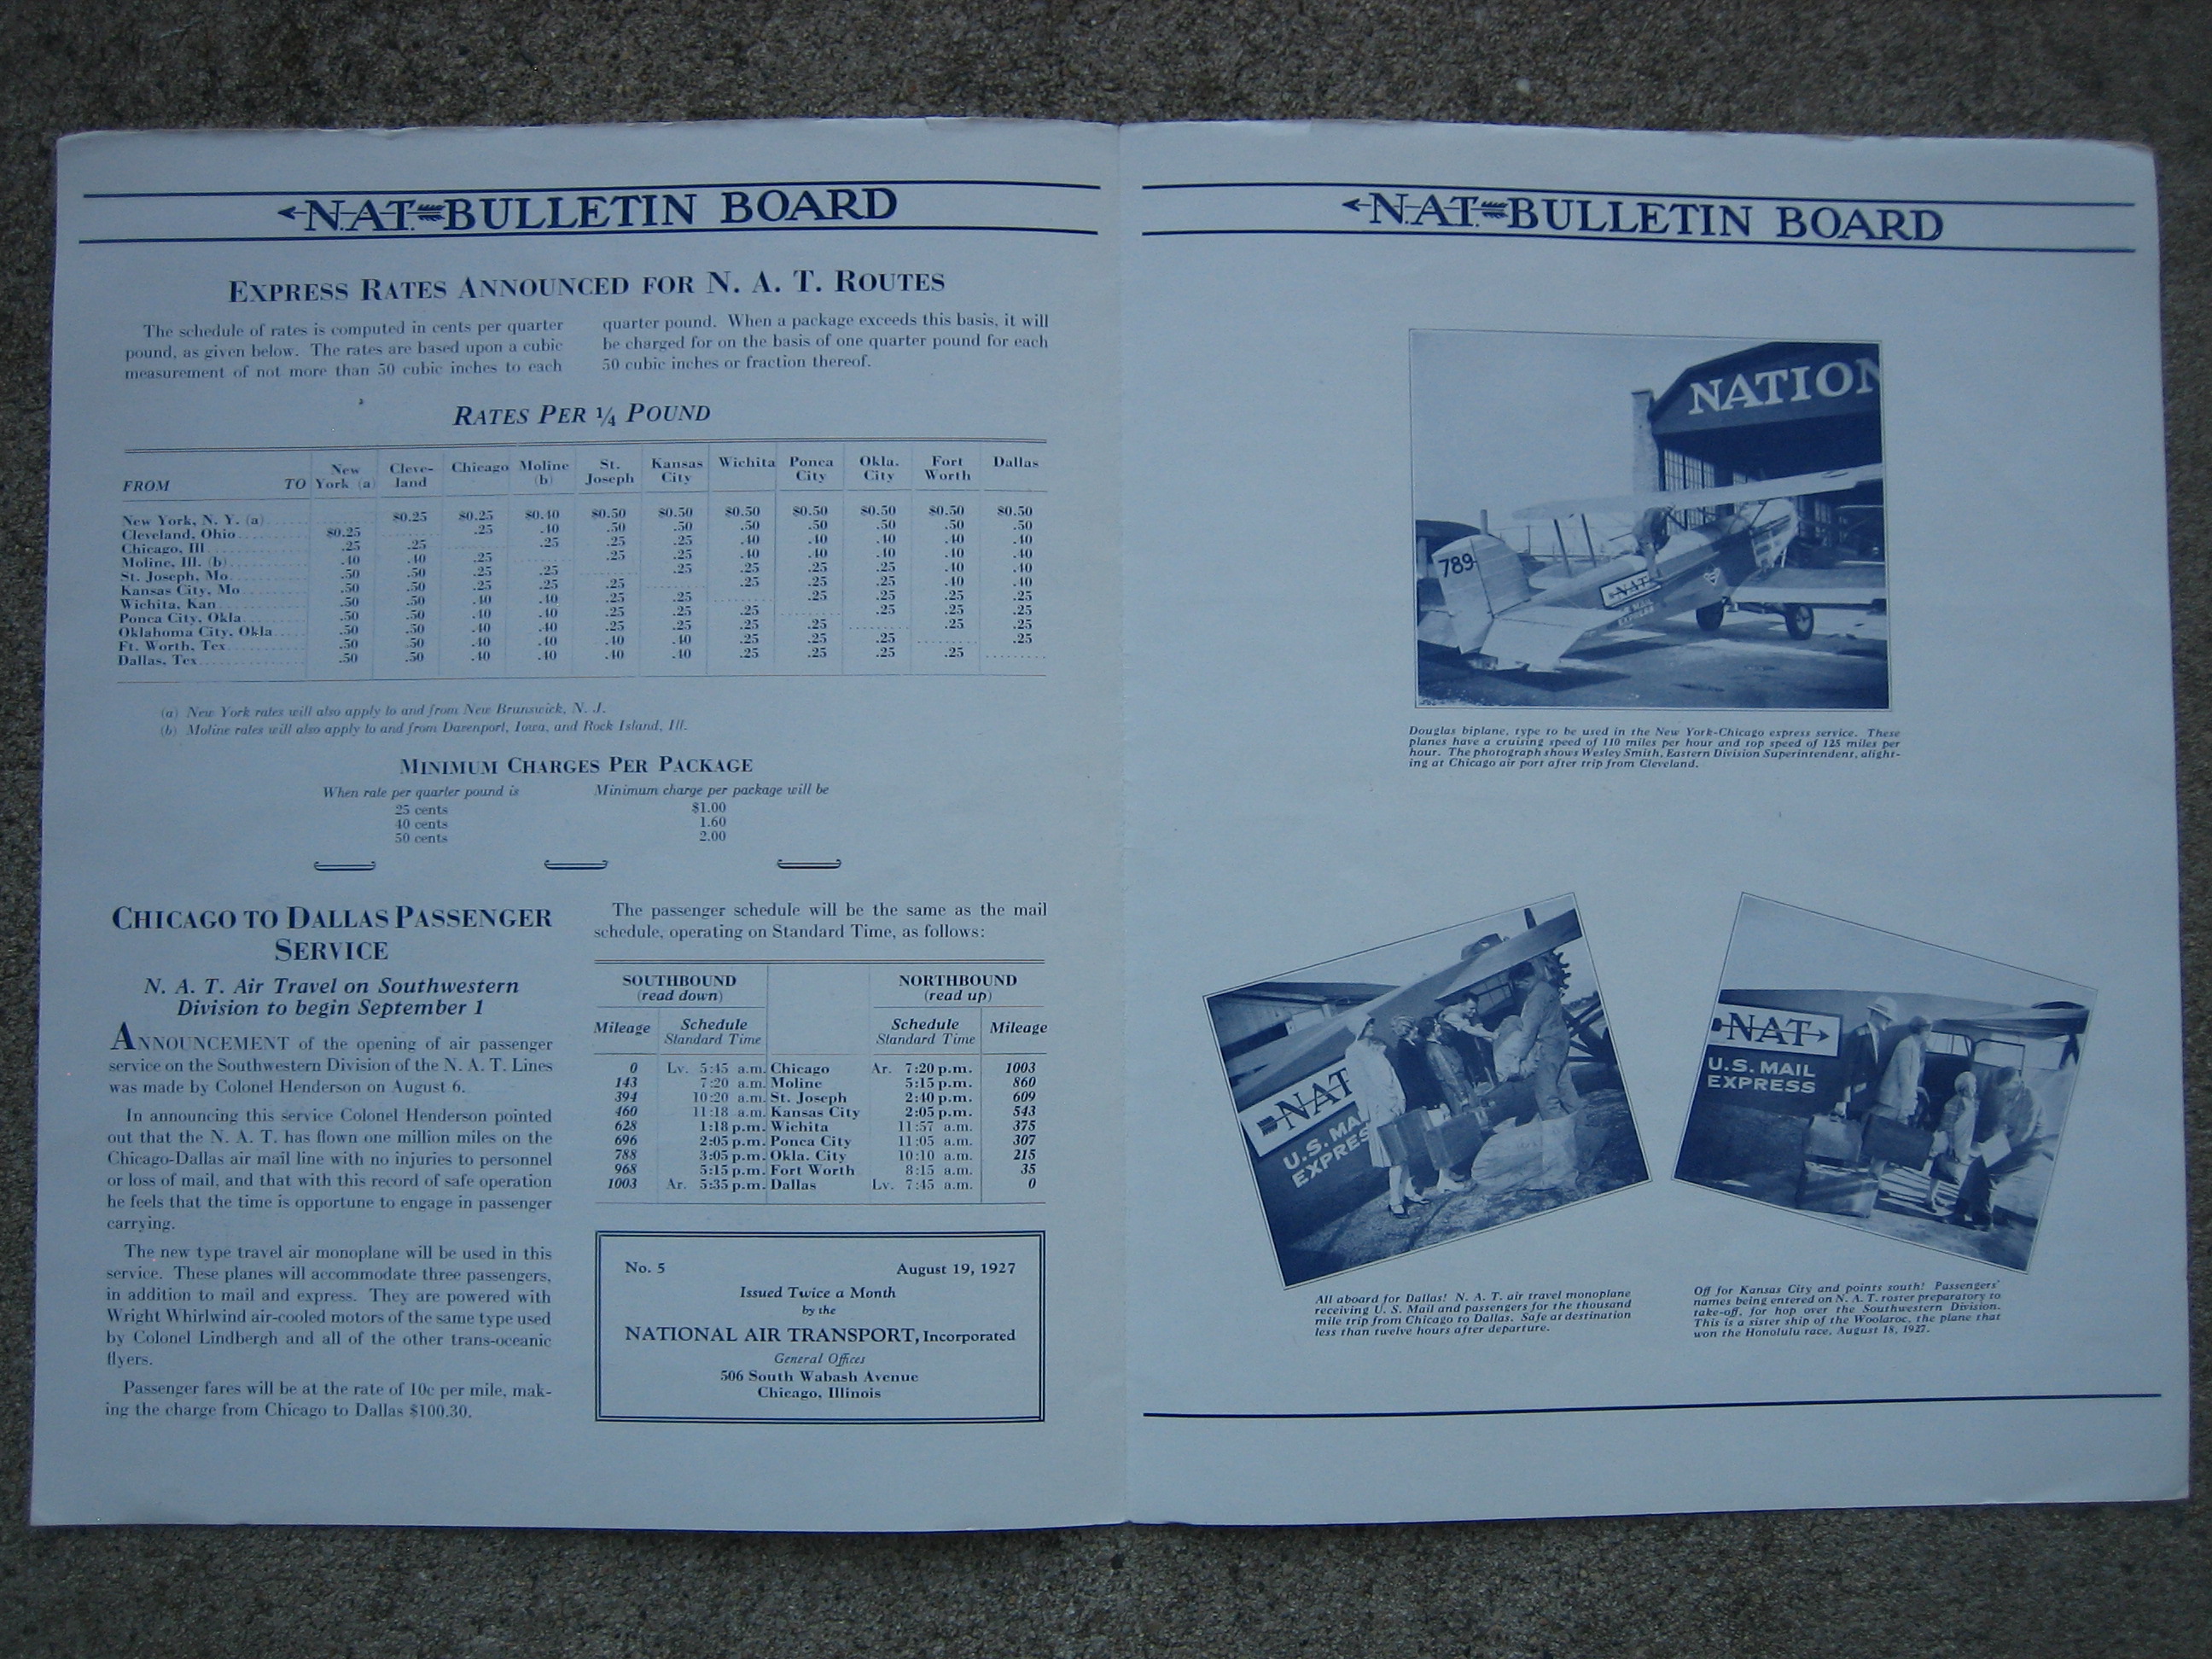 N.A.T. BULLETIN BOARD
EXPRESS RATES ANNOUNCED FOR N. A. T. ROUTES
The schedule of rates is computed in cents per quarter
pound, as given below. The rates are based upon a cubic
measurement of not more than 50 cubic inches to each
quarter pound. When a package exceeds this basis, it will
be charged for on the basis of one quarter pound for each
50 cubic inches or fraction thereof.
RATES PER ¼ POUND
FROM TO New York (a) Cleve-land Chicago Moline (b) St. Joseph Kansas City Wichita Ponca City Okla. City Fort Worth Dallas
New York, N. Y. (a) ........ $0.25 $0.25 $0.40 $0.50 $0.50 $0.50 $0.50 $0.50 $0.50 $0.50
Cleveland, Ohio $0.25 ........ .25 .40 .50 .50 .50 .50 .50 .50 .50
Chicago, Ill. .25 .25 ........ .25 .25 .25 .40 .40 .40 .40 .40
Moline, Ill. (b) .40 .40 .25 ........ .25 .25 .40 .40 .40 .40 .40
St. Joseph, Mo. .50 .50 .25 .25 ........ .25 .25 .25 .25 .40 .40
Kansas City, Mo .50 .50 .25 .25 .25 ........ .25 .25 .25 .40 .40
Wichita, Kan .50 .50 .40 .40 .25 .25 ........ .25 .25 .25 .25
Ponca City, Okla .50 .50 .40 .40 .25 .25 .25 ........ .25 .25 .25
Oklahoma City, Okla .50 .50 .40 .40 .25 .25 .25 .25 ........ .25 .25
Ft. Worth, Tex .50 .50 .40 .40 .40 .40 .25 .25 .25 ........ .25
Dallas, Tex .50 .50 .40 .40 .40 .40 .25 .25 .25 .25 ........
(a) New York rates will also apply to and from New Brunswick, N. J.
(b) Moline rates will also apply to and from Davenport, Iowa, and Rock Island, Ill.
MINIMUM CHARGES PER PACKAGE
When rate per quarter pound is Minimum charge per package will be
25 cents $1.00
40 cents 1.60
50 cents 2.00
CHICAGO TO DALLAS PASSENGER
SERVICE
N. A. T. Air Travel on Southwestern
Division to begin September 1
ANNOUNCEMENT of the opening of air passenger
service on the Southwestern Division of the N. A. T. Lines
was made by Colonel Henderson on August 6.
In announcing this service Colonel Henderson pointed
out that the N. A. T. has flown one million miles on the
Chicago-Dallas air mail line with no injuries to personnel
or loss of mail, and that with this record of safe operation
he feels that the time is opportune to engage in passenger
carrying.
The new type travel air monoplane will be used in this
service. These planes will accommodate three passengers,
in addition to mail and express. They are powered with
Wright Whirlwind air-cooled motors of the same type used
by Colonel Lindbergh and all of the other trans-oceanic
flyers.
Passenger fares will be at the rate of 10c per mile, mak-
ing the charge from Chicago to Dallas $100.30.
The passenger schedule will be the same as the mail
schedule, operating on Standard Time, as follows:
SOUTHBOUND NORTHBOUND
(read down) (read up)
Mileage Schedule Schedule Mileage
Standard Time Standard Time
0 Lv. 5:45 a.m. Chicago Ar. 7:20 p.m. 1003
143 7:20 a.m. Moline 5:15 p.m. 860
394 10:20 a.m. St. Joseph 2:40 p.m. 609
460 11:18 a.m. Kansas City 2:05 p.m. 543
628 1:18 p.m. Wichita 11:57 a.m. 375
696 2:05 p.m. Ponca City 11:05 a.m. 307
788 3:05 p.m. Okla. City 10:10 a.m. 215
968 5:15 p.m. Fort Worth 8:15 a.m. 35
1003 Ar. 5:35 p.m. Dallas Lv. 7:45 a.m. 0
No. 5 August 19, 1927
Issued Twice a Month
by the
NATIONAL AIR TRANSPORT, Incorporated
General Offices
506 South Wabash Avenue
Chicago, Illinois
N.A.T. BULLETIN BOARD
NATION
789
NAT
Douglas biplane, type to be used in the New York-Chicago express service. These
planes have a cruising speed of 110 miles per hour and top speed of 125 miles per
hour. The photograph shows Wesley Smith, Eastern Division Superintendent, alight-
ing at Chicago air port after trip from Cleveland.
NAT
U.S. MA
EXPRES
All aboard for Dallas! N. A. T. air travel monoplane
receiving U. S. Mail and passengers for the thousand
mile trip from Chicago to Dallas. Safe at destination
less than twelve hours after departure.
NAT
U.S. MAIL
EXPRESS
Off for Kansas City and points south! Passengers'
names being entered on N. A. T. roster preparatory to
take-off, for hop over the Southwestern Division.
This is a sister ship of the Woolaroc, the plane that
won the Honolulu race, August 18, 1927.